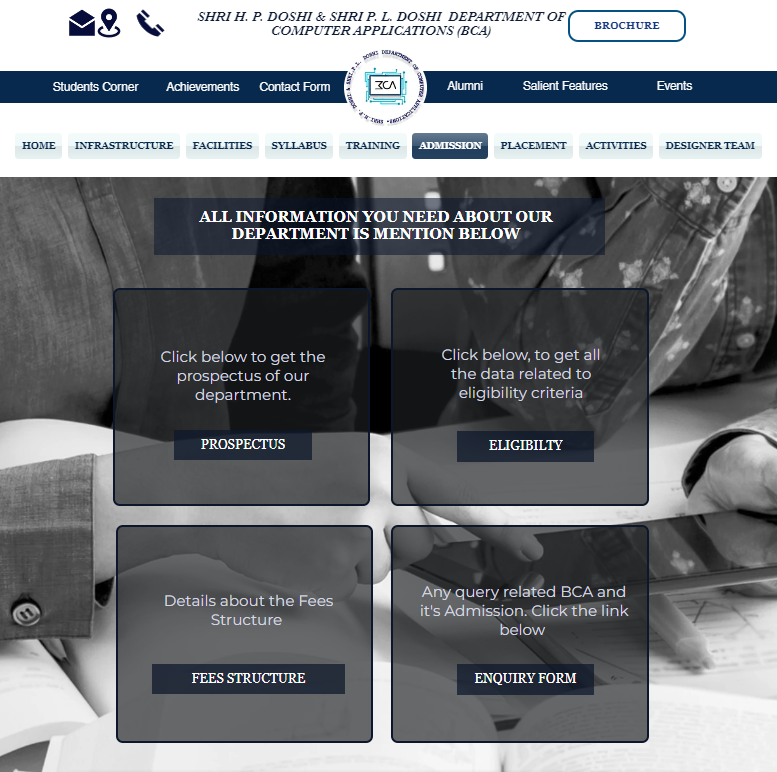 SHRI H. P. DOSHI & SHRI P. L. DOSHI DEPARTMENT OF
COMPUTER APPLICATIONS (BCA)
BROCHURE
Students Corner
Achievements
Contact Form
BCA
Alumni
Salient Features
Events
HOME
INFRASTRUCTURE
FACILITIES
SYLLABUS
TRAINING
ADMISSION
PLACEMENT
ACTIVITIES
DESIGNER TEAM
ALL INFORMATION YOU NEED ABOUT OUR
DEPARTMENT IS MENTION BELOW
Click below to get the
prospectus of our
department.
PROSPECTUS
Click below, to get all
the data related to
eligibility criteria
ELIGIBILTY
Details about the Fees
Structure
FEES STRUCTURE
Any query related BCA and
it's Admission. Click the link
below
ENQUIRY FORM